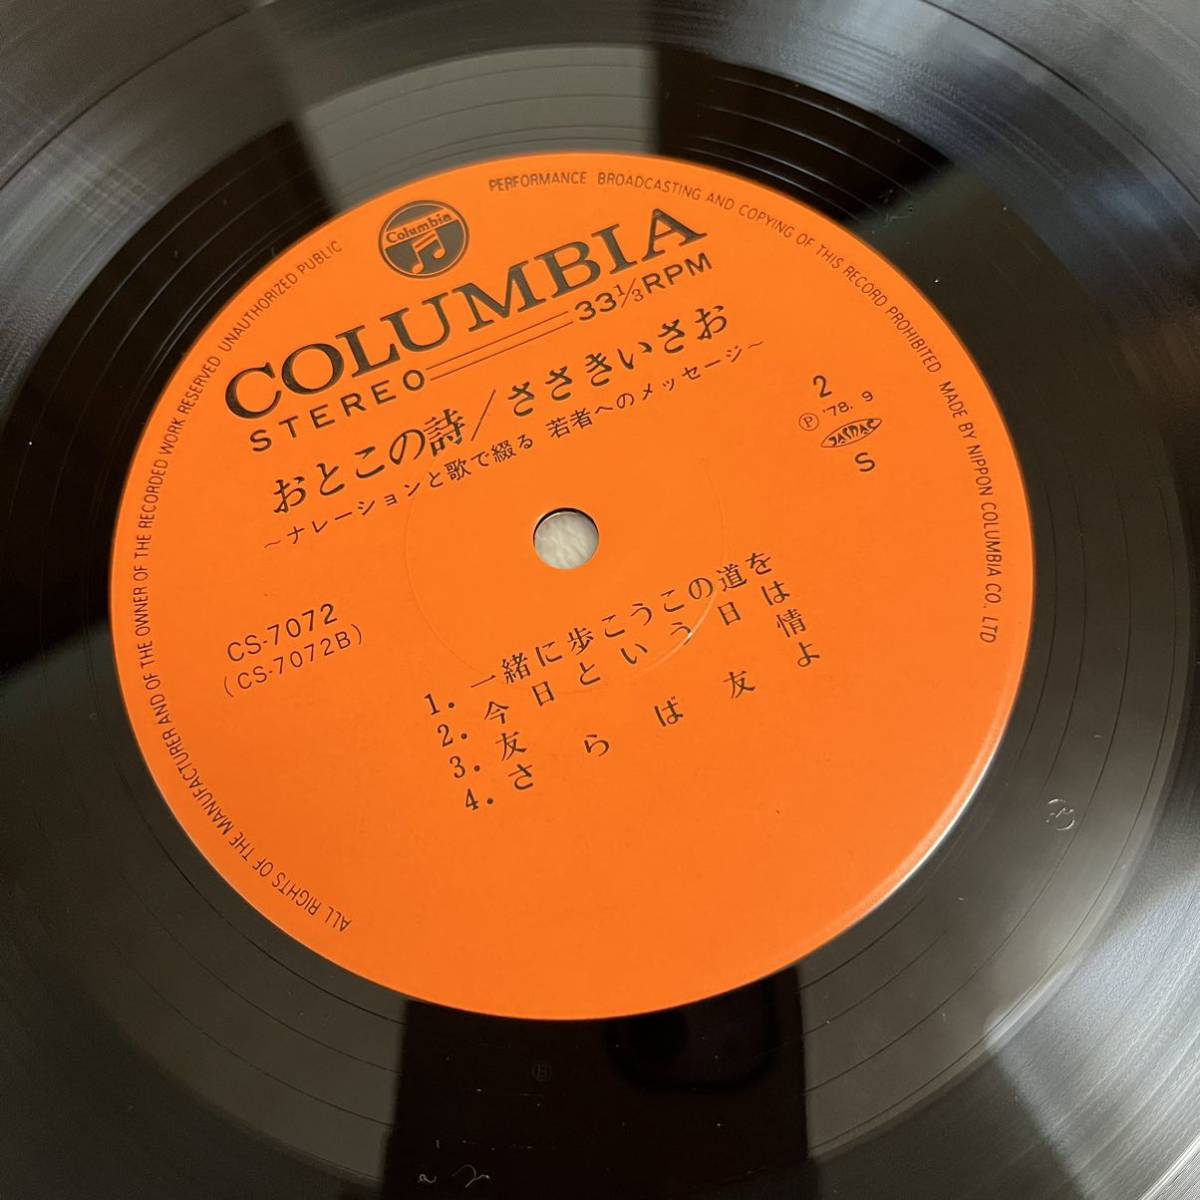 PERFORMANCE BROADCASTING AND COPYING OF THIS RECORD PROHIBITED MADE BY NIPPON COLUMBIA CO. LTD
ALL RIGHTS OF THE MANUFACTURER AND OF THE OWNER OF THE RECORDED WORK RESERVED UNAUTHORIZED PUBLIC
Columbia
COLUMBIA
STEREO 33⅓RPM
おとこの詩/ささきいさお
～ナレーションと歌で綴る 若者へのメッセージ～
2
Ⓟ '78. 9
JASRAC
S
CS-7072
(CS-7072B)
1. 一緒に歩こうこの道を
2. 今日という日は
3. 友情
4. さらば友よ